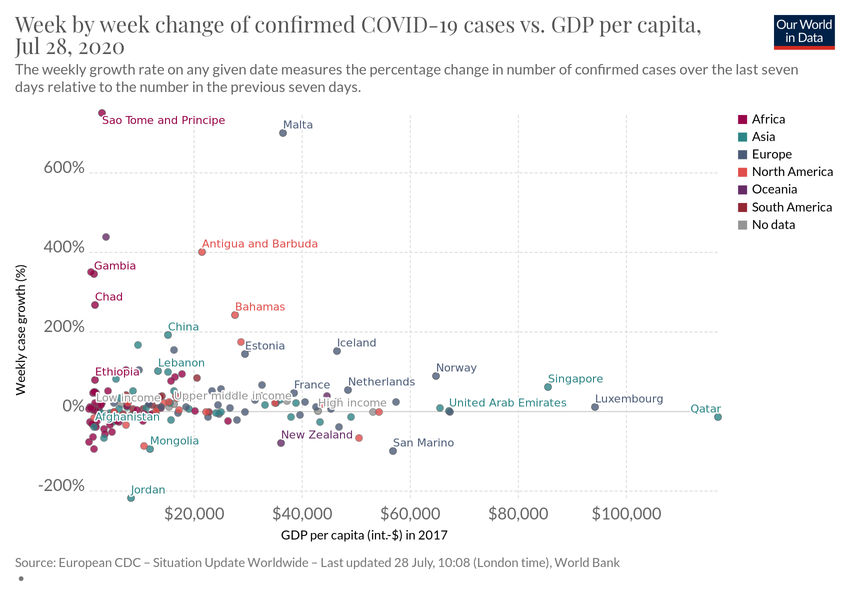 Week by week change of confirmed COVID-19 cases vs. GDP per capita,
Jul 28, 2020
Our World
in Data
The weekly growth rate on any given date measures the percentage change in number of confirmed cases over the last seven
days relative to the number in the previous seven days.
Sao Tome and Principe
Malta
Africa
Asia
Europe
North America
Oceania
South America
No data
600%
400%
200%
0%
-200%
Weekly case growth (%)
Antigua and Barbuda
Gambia
Chad
Bahamas
China
Estonia
Iceland
Lebanon
Ethiopia
Norway
France
Netherlands
Singapore
Low income
Upper middle income
High income
United Arab Emirates
Luxembourg
Qatar
Afghanistan
Mongolia
New Zealand
San Marino
Jordan
$20,000
$40,000
$60,000
$80,000
$100,000
GDP per capita (int.-$) in 2017
Source: European CDC – Situation Update Worldwide – Last updated 28 July, 10:08 (London time), World Bank